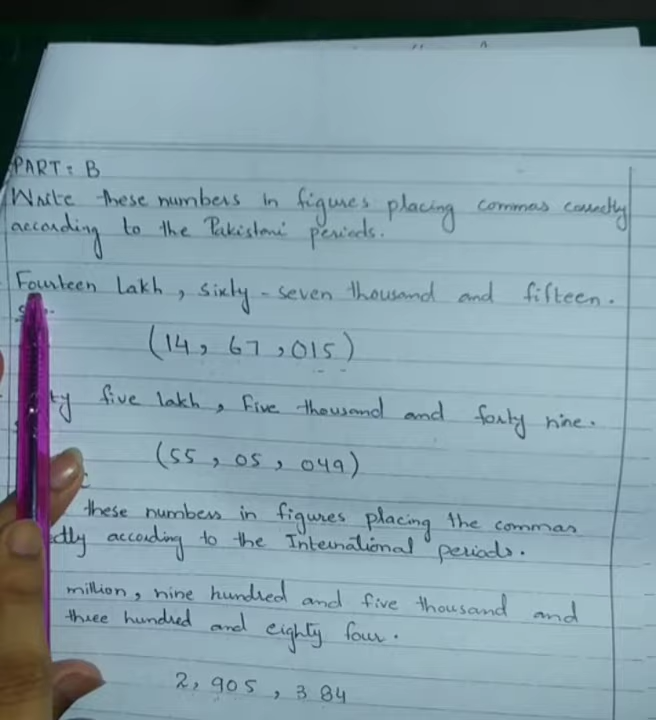 PART: B
Write these numbers in figures placing commas correctly
according to the Pakistani periods.
Fourteen lakh, sixty-seven thousand and fifteen.
(14, 67,015)
five lakh, five thousand and forty nine.
(55, 05, 049)
these numbers in figures placing the commas
according to the International periods.
million, nine hundred and five thousand and
three hundred and eighty four.
2, 905, 384